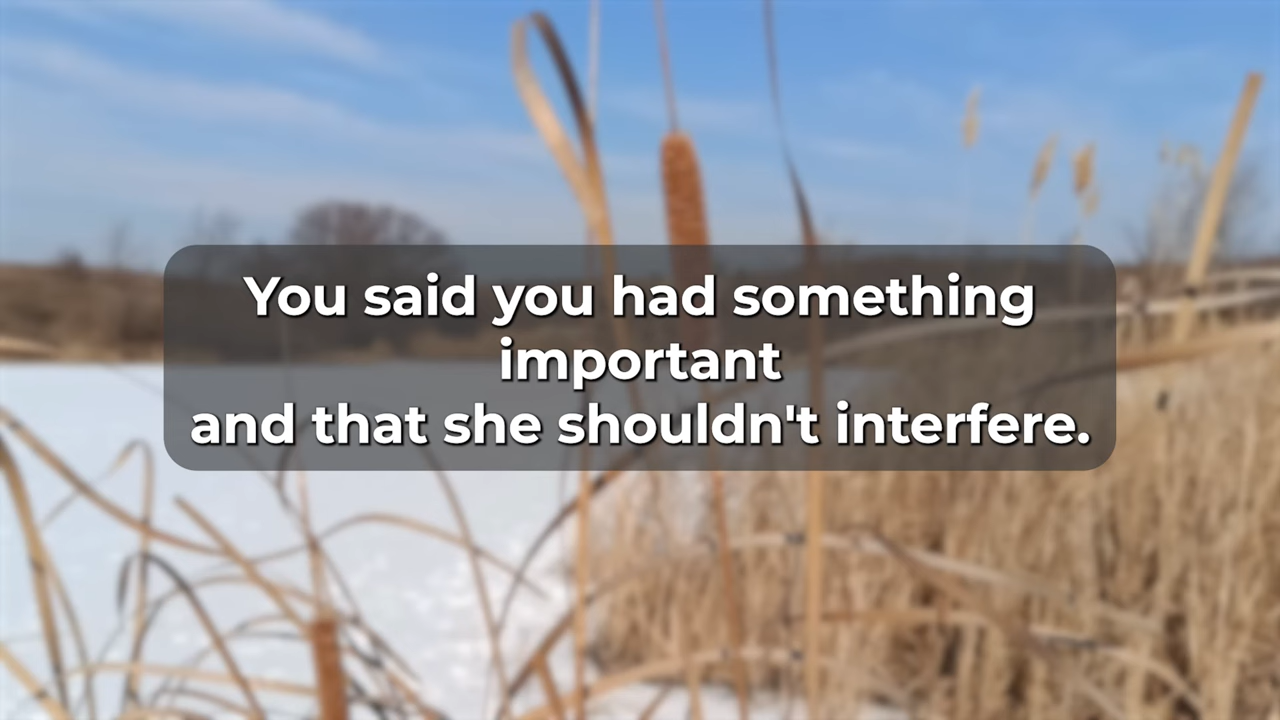 You said you had something
important
and that she shouldn't interfere.